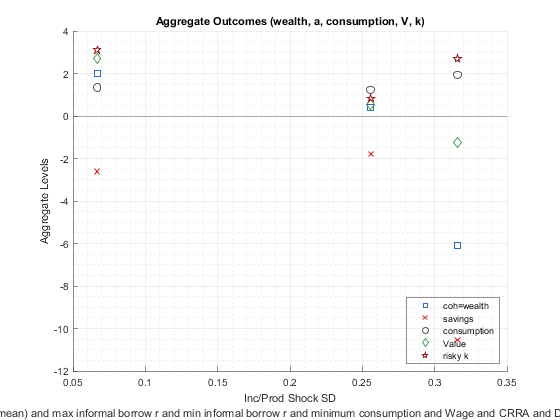 Aggregate Outcomes (wealth, a, consumption, V, k)
4
2
0
-2
-4
-6
-8
-10
-12
Aggregate Levels
coh=wealth
savings
consumption
Value
risky k
0.05 0.1 0.15 0.2 0.25 0.3 0.35
Inc/Prod Shock SD
mean) and max informal borrow r and min informal borrow r and minimum consumption and Wage and CRRA and D